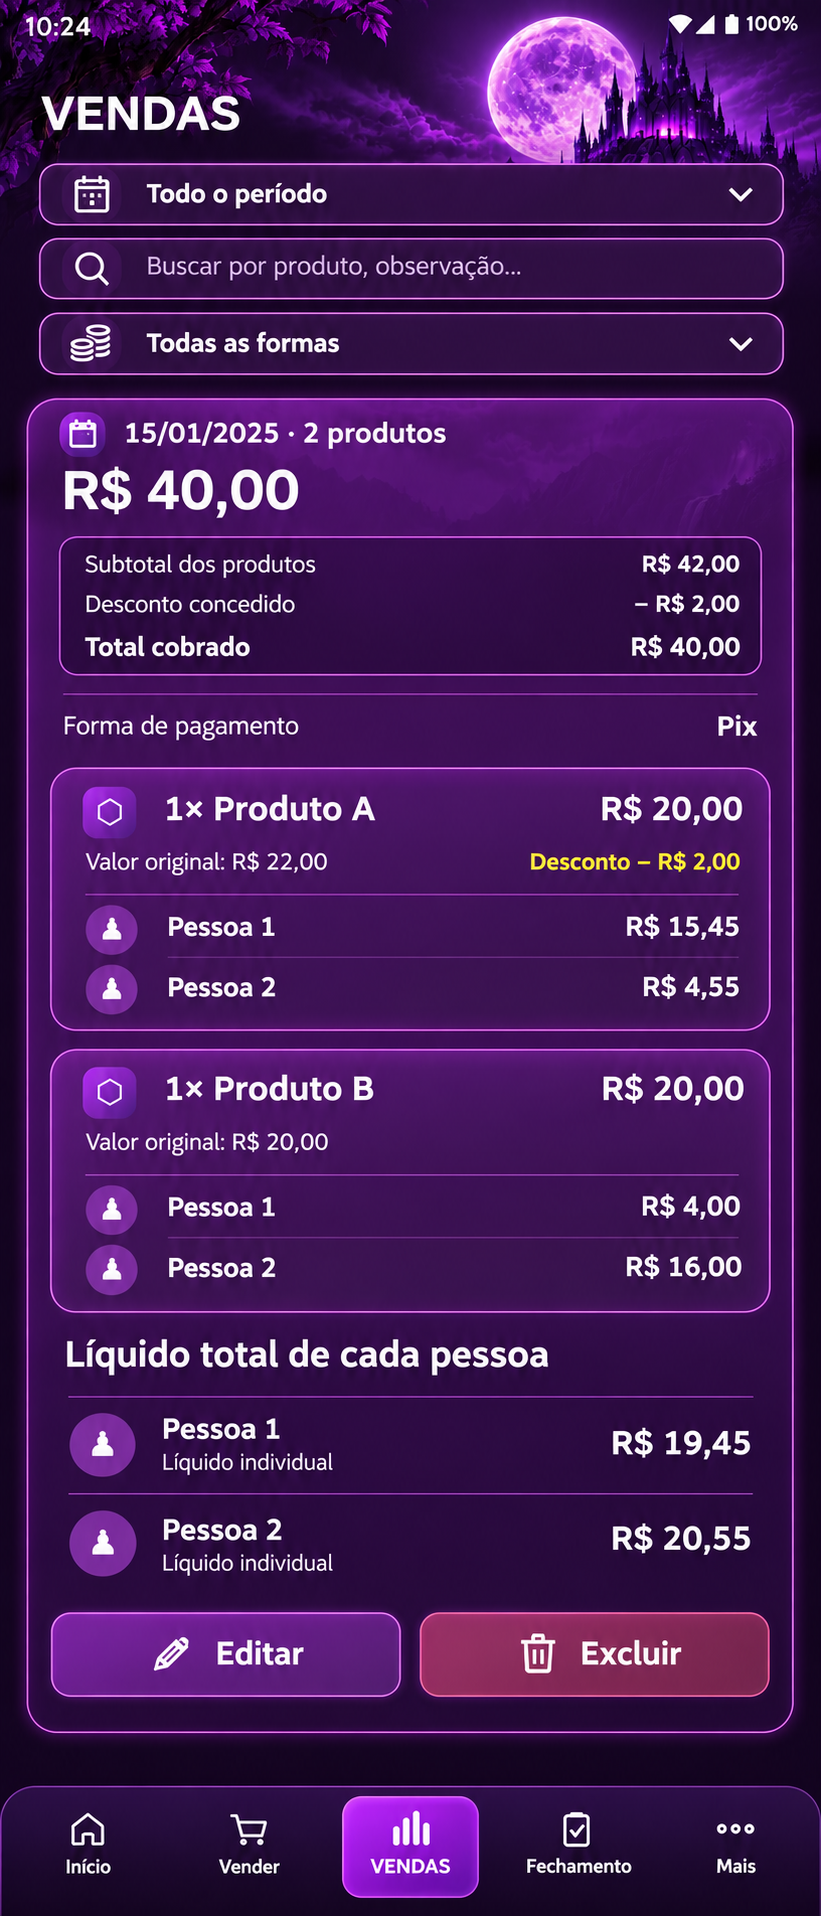 10:24 100%
VENDAS
Todo o período
Buscar por produto, observação...
Todas as formas
15/01/2025 · 2 produtos
R$ 40,00
Subtotal dos produtos R$ 42,00
Desconto concedido – R$ 2,00
Total cobrado R$ 40,00
Forma de pagamento Pix
1× Produto A R$ 20,00
Valor original: R$ 22,00 Desconto – R$ 2,00
Pessoa 1 R$ 15,45
Pessoa 2 R$ 4,55
1× Produto B R$ 20,00
Valor original: R$ 20,00
Pessoa 1 R$ 4,00
Pessoa 2 R$ 16,00
Líquido total de cada pessoa
Pessoa 1 R$ 19,45
Líquido individual
Pessoa 2 R$ 20,55
Líquido individual
Editar Excluir
Início Vender VENDAS Fechamento Mais